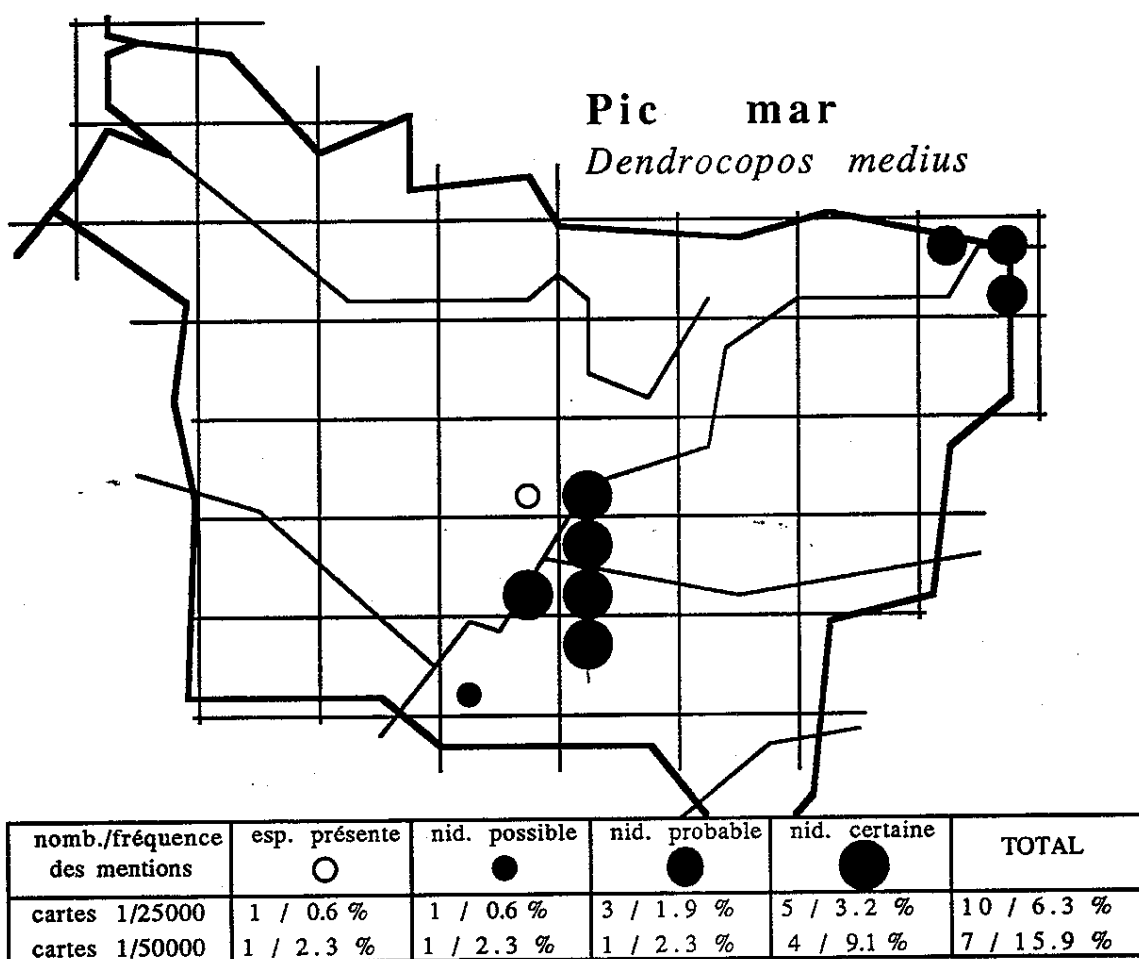 Pic mar
Dendrocopos medius
nomb./fréquence des mentions esp. présente nid. possible nid. probable nid. certaine TOTAL
cartes 1/25000 1 / 0.6 % 1 / 0.6 % 3 / 1.9 % 5 / 3.2 % 10 / 6.3 %
cartes 1/50000 1 / 2.3 % 1 / 2.3 % 1 / 2.3 % 4 / 9.1 % 7 / 15.9 %